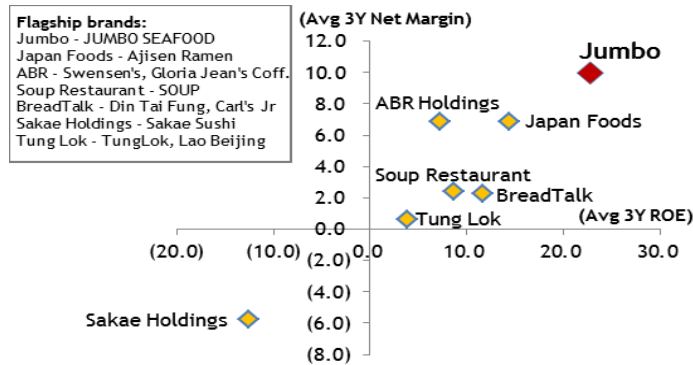 Flagship brands:
Jumbo - JUMBO SEAFOOD
Japan Foods - Ajisen Ramen
ABR - Swensen's, Gloria Jean's Coff.
Soup Restaurant - SOUP
BreadTalk - Din Tai Fung, Carl's Jr
Sakae Holdings - Sakae Sushi
Tung Lok - TungLok, Lao Beijing
(Avg 3Y Net Margin)
12.0
10.0
8.0
6.0
4.0
2.0
0.0
(2.0)
(4.0)
(6.0)
(8.0)
Jumbo
ABR Holdings
Japan Foods
Soup Restaurant
BreadTalk
Tung Lok
(Avg 3Y ROE)
(20.0)
(10.0)
0.0
10.0
20.0
30.0
Sakae Holdings